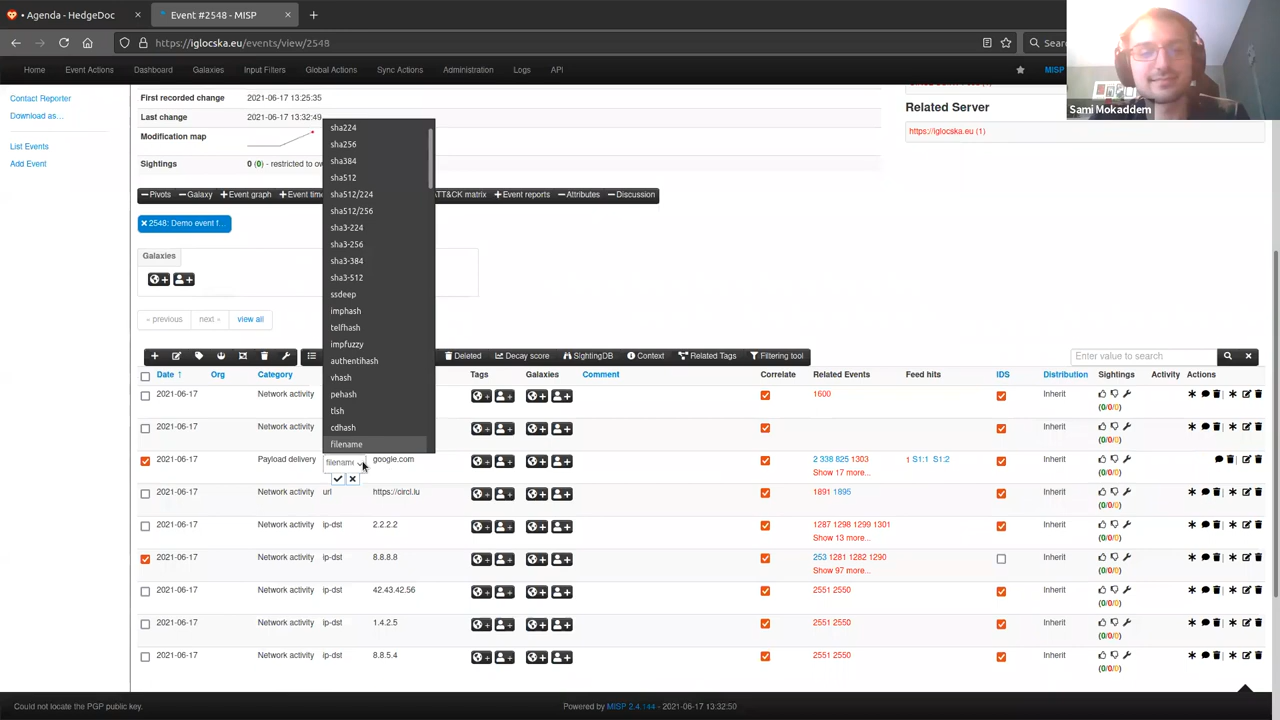 Agenda - HedgeDoc
Event #2548 - MISP
https://iglocska.eu/events/view/2548
Home Event Actions Dashboard Galaxies Input Filters Global Actions Sync Actions Administration Logs API MISP
Sami Mokaddem
Contact Reporter
Download as…
List Events
Add Event
First recorded change 2021-06-17 13:25:35
Last change 2021-06-17 13:32:49
Modification map
Sightings 0 (0) - restricted to
Related Server
https://iglocska.eu (1)
Pivots Galaxy Event graph Event ATT&CK matrix Event reports Attributes Discussion
2548: Demo event f...
Galaxies
« previous next » view all
sha224
sha256
sha384
sha512
sha512/224
sha512/256
sha3-224
sha3-256
sha3-384
sha3-512
ssdeep
imphash
telfhash
impfuzzy
authentihash
vhash
pehash
tlsh
cdhash
filename
Deleted Decay score SightingDB Context Related Tags Filtering tool Enter value to search
Date Org Category Tags Galaxies Comment Correlate Related Events Feed hits IDS Distribution Sightings Activity Actions
2021-06-17 Network activity 1600 Inherit
(0/0/0)
2021-06-17 Network activity Inherit
(0/0/0)
2021-06-17 Payload delivery google.com 2 338 825 1303 1 S1:1 S1:2 Inherit
Show 17 more... (0/0/0)
2021-06-17 Network activity url https://circl.lu 1891 1895 Inherit
(0/0/0)
2021-06-17 Network activity ip-dst 2.2.2.2 1287 1298 1299 1301 Inherit
Show 13 more... (0/0/0)
2021-06-17 Network activity ip-dst 8.8.8.8 253 1281 1282 1290 Inherit
Show 97 more... (0/0/0)
2021-06-17 Network activity ip-dst 42.43.42.56 2551 2550 Inherit
(0/0/0)
2021-06-17 Network activity ip-dst 1.4.2.5 2551 2550 Inherit
(0/0/0)
2021-06-17 Network activity ip-dst 8.8.5.4 2551 2550 Inherit
(0/0/0)
Could not locate the PGP public key. Powered by MISP 2.4.144 - 2021-06-17 13:32:50